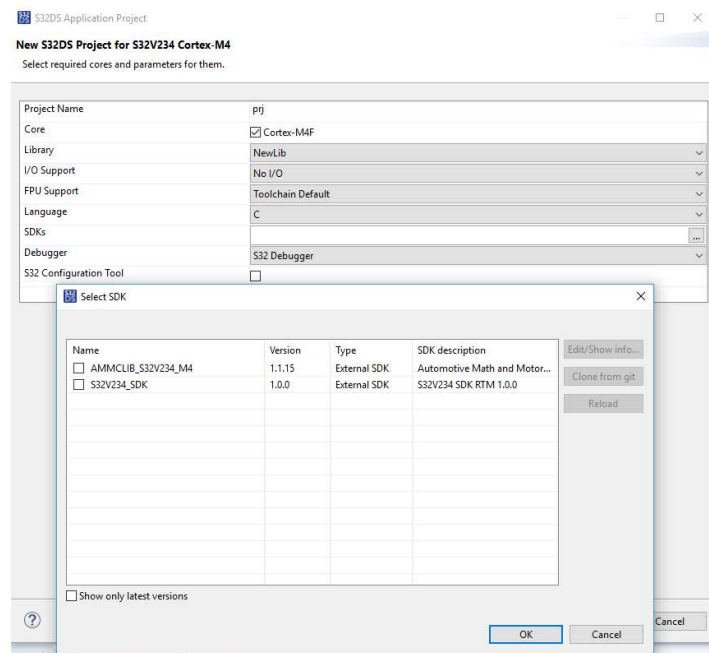 S32DS Application Project
New S32DS Project for S32V234 Cortex-M4
Select required cores and parameters for them.
Project Name prj
Core Cortex-M4F
Library NewLib
I/O Support No I/O
FPU Support Toolchain Default
Language C
SDKs ...
Debugger S32 Debugger
S32 Configuration Tool
Select SDK
Name Version Type SDK description
AMMCLIB_S32V234_M4 1.1.15 External SDK Automotive Math and Motor...
S32V234_SDK 1.0.0 External SDK S32V234 SDK RTM 1.0.0
Edit/Show info...
Clone from git
Reload
Show only latest versions
OK Cancel
? Cancel